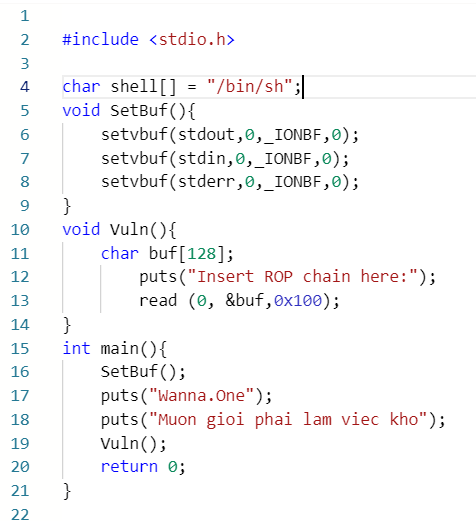 1
2 #include <stdio.h>
3
4 char shell[] = "/bin/sh";
5 void SetBuf(){
6 setvbuf(stdout,0,_IONBF,0);
7 setvbuf(stdin,0,_IONBF,0);
8 setvbuf(stderr,0,_IONBF,0);
9 }
10 void Vuln(){
11 char buf[128];
12 puts("Insert ROP chain here:");
13 read (0, &buf,0x100);
14 }
15 int main(){
16 SetBuf();
17 puts("Wanna.One");
18 puts("Muon gioi phai lam viec kho");
19 Vuln();
20 return 0;
21 }
22